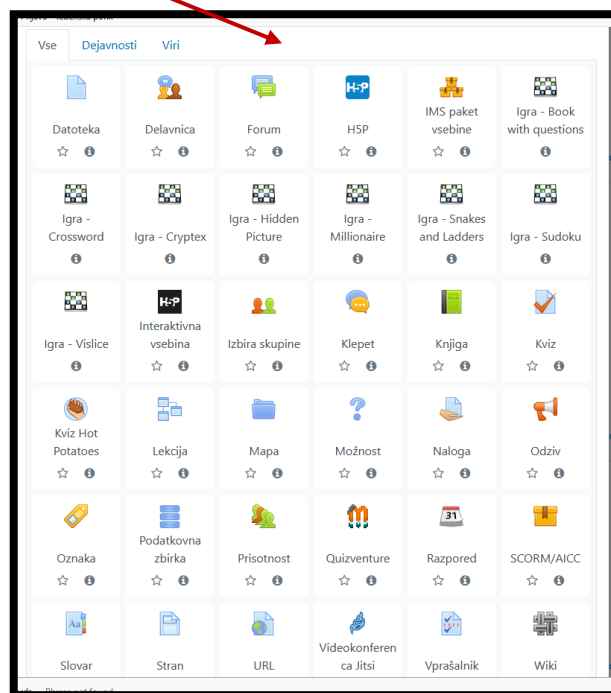 Vse Dejavnosti Viri
Datoteka
Delavnica
Forum
H5P
H5P
IMS paket
vsebine
Igra - Book
with questions
Igra -
Crossword
Igra - Cryptex
Igra - Hidden
Picture
Igra -
Millionaire
Igra - Snakes
and Ladders
Igra - Sudoku
Igra - Vislice
H5P
Interaktivna
vsebina
Izbira skupine
Klepet
Knjiga
Kviz
Kviz Hot
Potatoes
Lekcija
Mapa
Možnost
Naloga
Odziv
Oznaka
Podatkovna
zbirka
Prisotnost
Quizventure
31
Razpored
SCORM/AICC
Aa
Slovar
Stran
URL
Videokonferen
ca Jitsi
Vprašalnik
Wiki